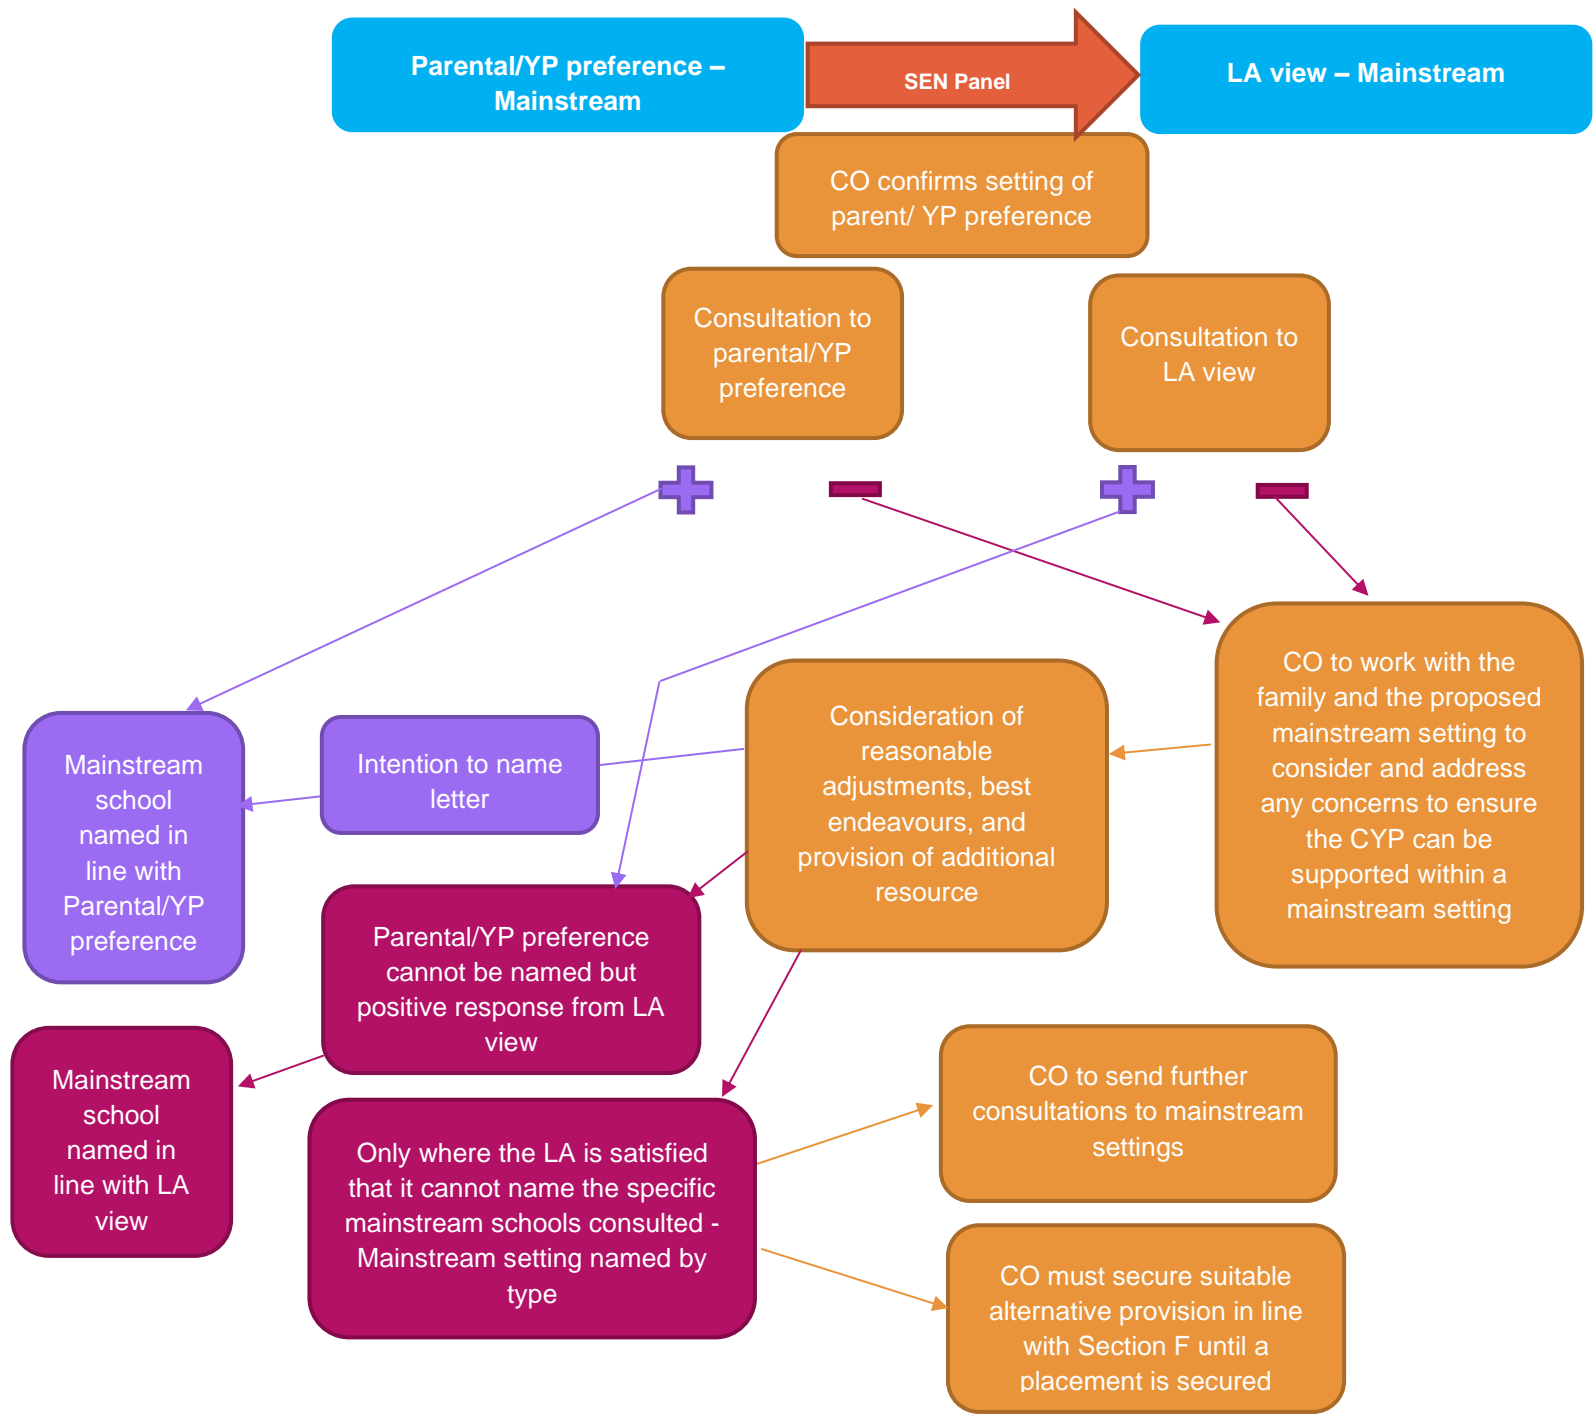 Parental/YP preference –
Mainstream
SEN Panel
LA view – Mainstream
CO confirms setting of
parent/ YP preference
Consultation to
parental/YP
preference
Consultation to
LA view
CO to work with the
family and the proposed
mainstream setting to
consider and address
any concerns to ensure
the CYP can be
supported within a
mainstream setting
Consideration of
reasonable
adjustments, best
endeavours, and
provision of additional
resource
Intention to name
letter
Mainstream
school
named in
line with
Parental/YP
preference
Parental/YP preference
cannot be named but
positive response from LA
view
Mainstream
school
named in
line with LA
view
Only where the LA is satisfied
that it cannot name the specific
mainstream schools consulted -
Mainstream setting named by
type
CO to send further
consultations to mainstream
settings
CO must secure suitable
alternative provision in line
with Section F until a
placement is secured